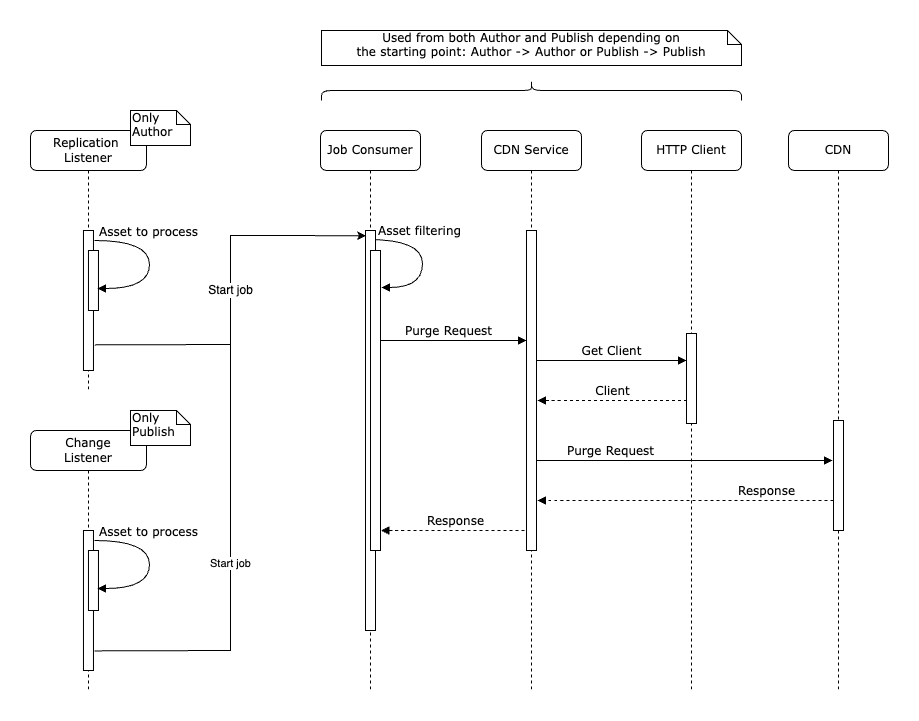 Used from both Author and Publish depending on
the starting point: Author -> Author or Publish -> Publish
Only
Author
Replication
Listener
Job Consumer
CDN Service
HTTP Client
CDN
Asset to process
Asset filtering
Start job
Purge Request
Get Client
Client
Only
Publish
Change
Listener
Purge Request
Response
Response
Asset to process
Start job